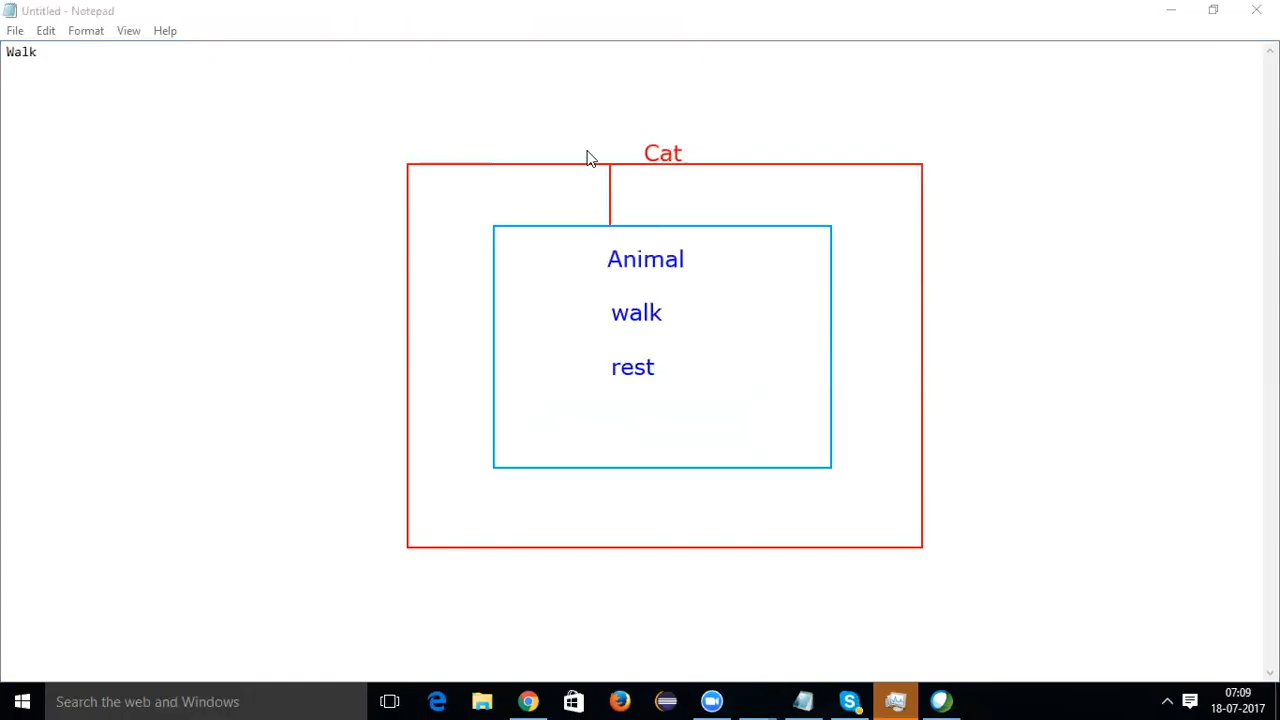 Untitled - Notepad
File Edit Format View Help
Walk
Cat
Animal
walk
rest
Search the web and Windows
07:09
18-07-2017